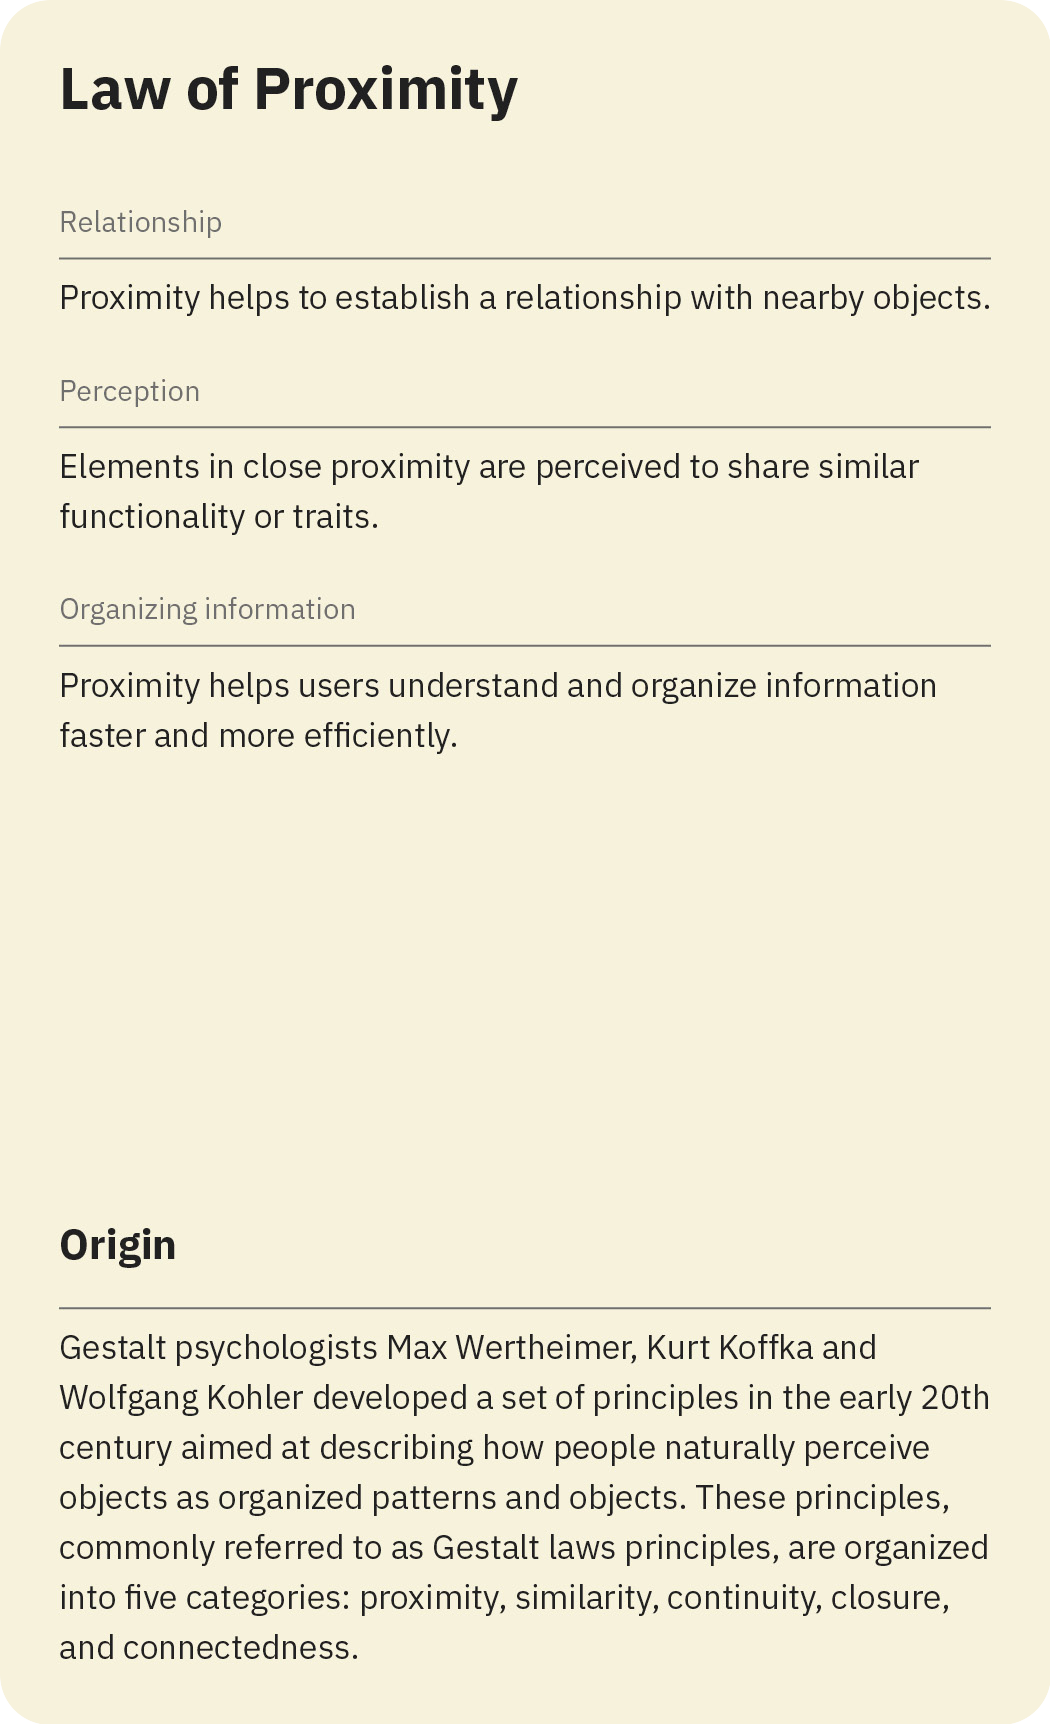 Law of Proximity
Relationship
Proximity helps to establish a relationship with nearby objects.
Perception
Elements in close proximity are perceived to share similar
functionality or traits.
Organizing information
Proximity helps users understand and organize information
faster and more efficiently.
Origin
Gestalt psychologists Max Wertheimer, Kurt Koffka and
Wolfgang Kohler developed a set of principles in the early 20th
century aimed at describing how people naturally perceive
objects as organized patterns and objects. These principles,
commonly referred to as Gestalt laws principles, are organized
into five categories: proximity, similarity, continuity, closure,
and connectedness.